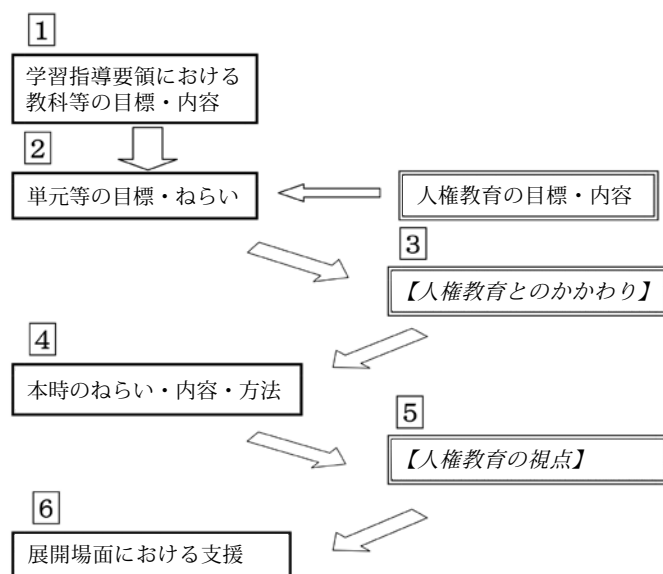 1
学習指導要領における
教科等の目標・内容
2
単元等の目標・ねらい
人権教育の目標・内容
3
【人権教育とのかかわり】
4
本時のねらい・内容・方法
5
【人権教育の視点】
6
展開場面における支援